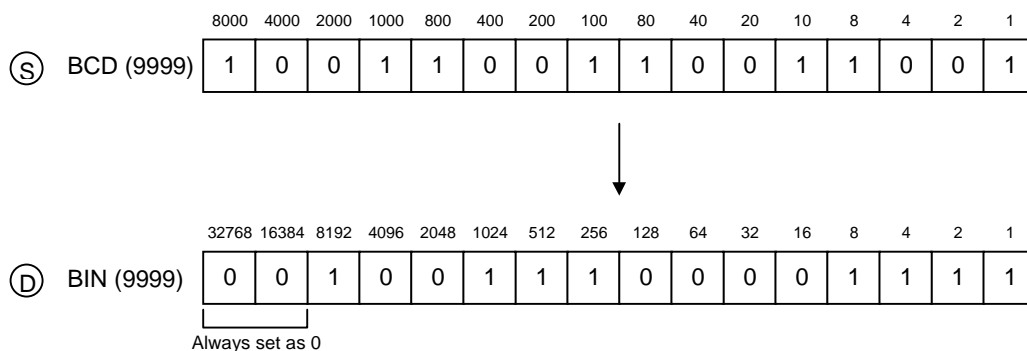 8000 4000 2000 1000 800 400 200 100 80 40 20 10 8 4 2 1
S BCD (9999) 1 0 0 1 1 0 0 1 1 0 0 1 1 0 0 1
32768 16384 8192 4096 2048 1024 512 256 128 64 32 16 8 4 2 1
D BIN (9999) 0 0 1 0 0 1 1 1 0 0 0 0 1 1 1 1
Always set as 0